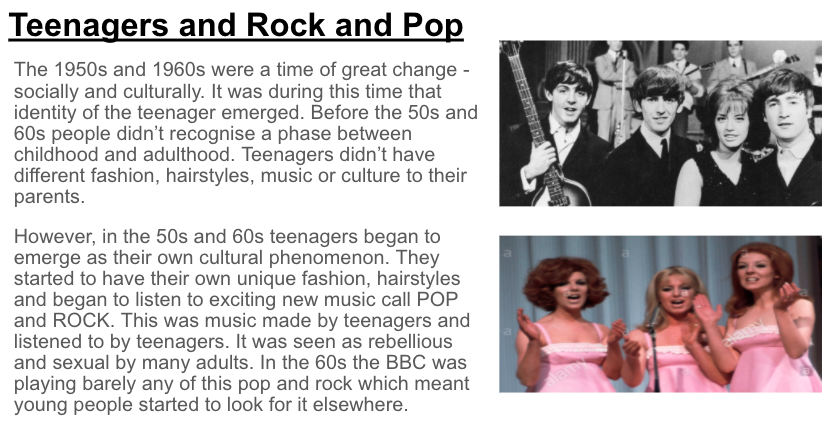 Teenagers and Rock and Pop
The 1950s and 1960s were a time of great change -
socially and culturally. It was during this time that
identity of the teenager emerged. Before the 50s and
60s people didn’t recognise a phase between
childhood and adulthood. Teenagers didn’t have
different fashion, hairstyles, music or culture to their
parents.
However, in the 50s and 60s teenagers began to
emerge as their own cultural phenomenon. They
started to have their own unique fashion, hairstyles
and began to listen to exciting new music call POP
and ROCK. This was music made by teenagers and
listened to by teenagers. It was seen as rebellious
and sexual by many adults. In the 60s the BBC was
playing barely any of this pop and rock which meant
young people started to look for it elsewhere.